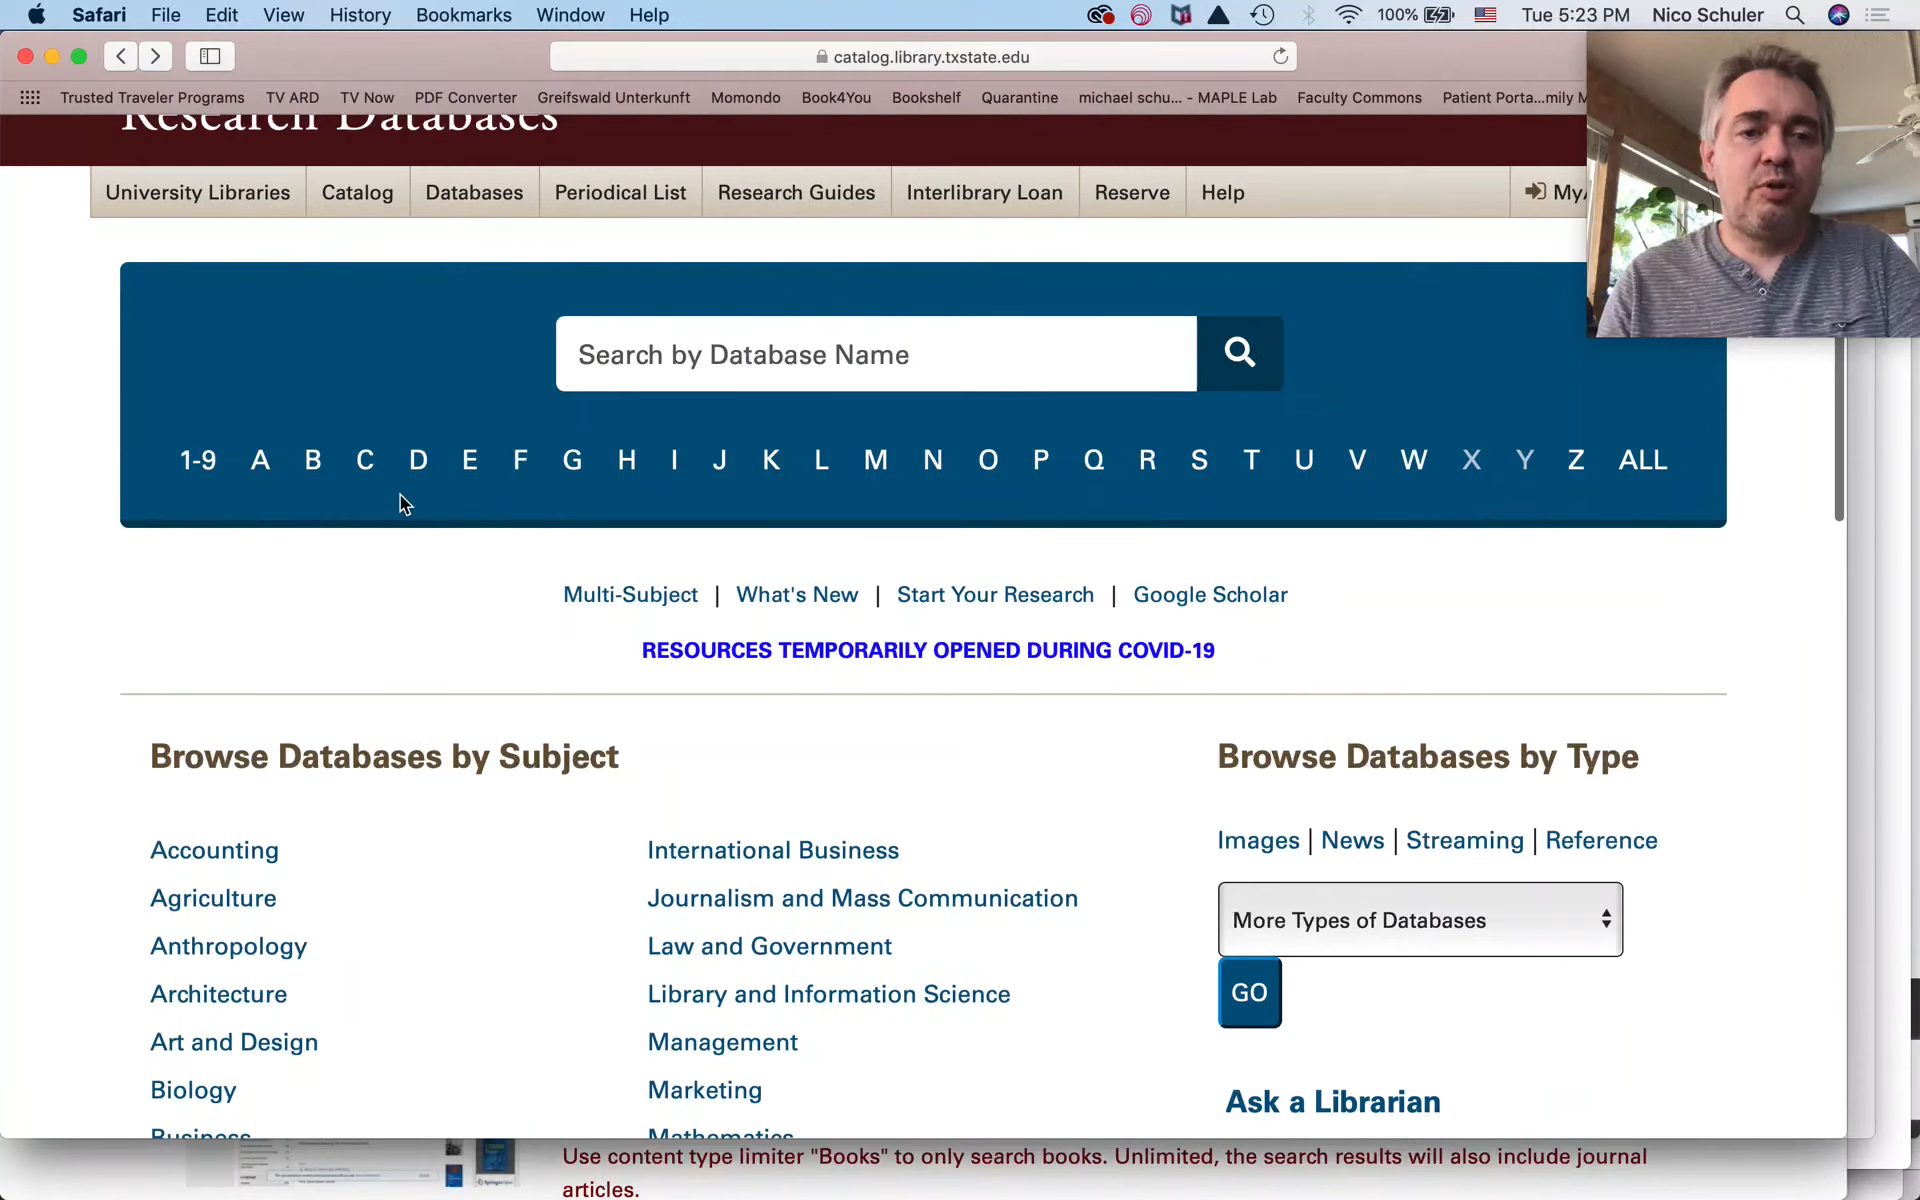 Safari File Edit View History Bookmarks Window Help 100% Tue 5:23 PM Nico Schuler
catalog.library.txstate.edu
Trusted Traveler Programs TV ARD TV Now PDF Converter Greifswald Unterkunft Momondo Book4You Bookshelf Quarantine michael schu... - MAPLE Lab Faculty Commons Patient Porta...mily M
Research Databases
University Libraries Catalog Databases Periodical List Research Guides Interlibrary Loan Reserve Help
Search by Database Name
1-9 A B C D E F G H I J K L M N O P Q R S T U V W X Y Z ALL
Multi-Subject | What's New | Start Your Research | Google Scholar
RESOURCES TEMPORARILY OPENED DURING COVID-19
Browse Databases by Subject
Accounting
Agriculture
Anthropology
Architecture
Art and Design
Biology
Business
International Business
Journalism and Mass Communication
Law and Government
Library and Information Science
Management
Marketing
Mathematics
Browse Databases by Type
Images | News | Streaming | Reference
More Types of Databases
GO
Ask a Librarian
Use content type limiter "Books" to only search books. Unlimited, the search results will also include journal
articles.